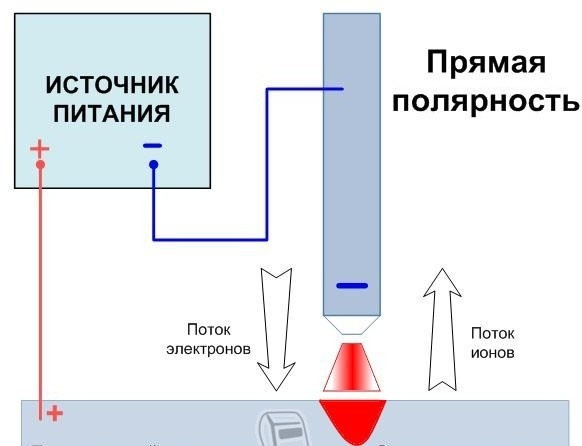 Прямая
полярность
ИСТОЧНИК
ПИТАНИЯ
+ −
−
Поток
электронов
Поток
ионов
+